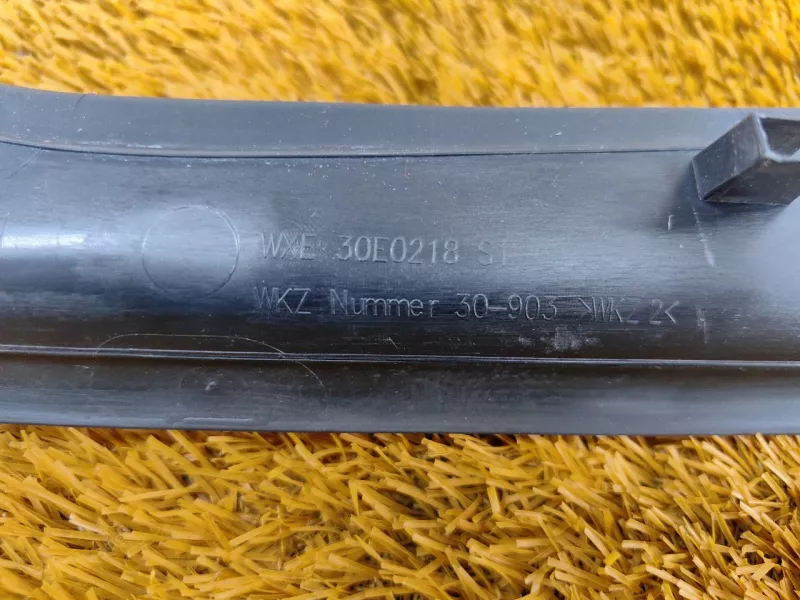 WXE 30E0218 ST
WKZ Nummer 30-903 >WKZ 2<